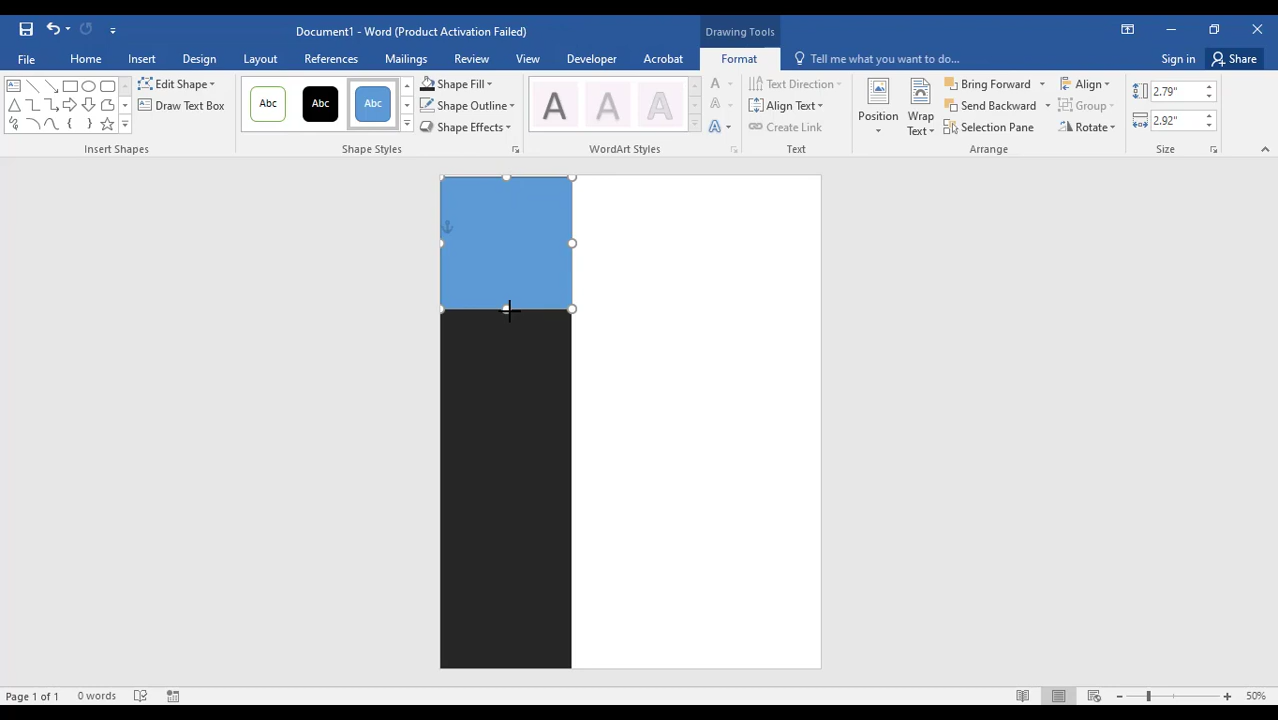 Document1 - Word (Product Activation Failed)
Drawing Tools
File Home Insert Design Layout References Mailings Review View Developer Acrobat Format Tell me what you want to do... Sign in Share
Edit Shape
Draw Text Box
Insert Shapes
Abc Abc Abc
Shape Fill
Shape Outline
Shape Effects
Shape Styles
A A A
WordArt Styles
Text Direction
Align Text
Create Link
Text
Position
Wrap
Text
Bring Forward
Send Backward
Selection Pane
Align
Group
Rotate
Arrange
2.79"
2.92"
Size
Page 1 of 1 0 words 50%